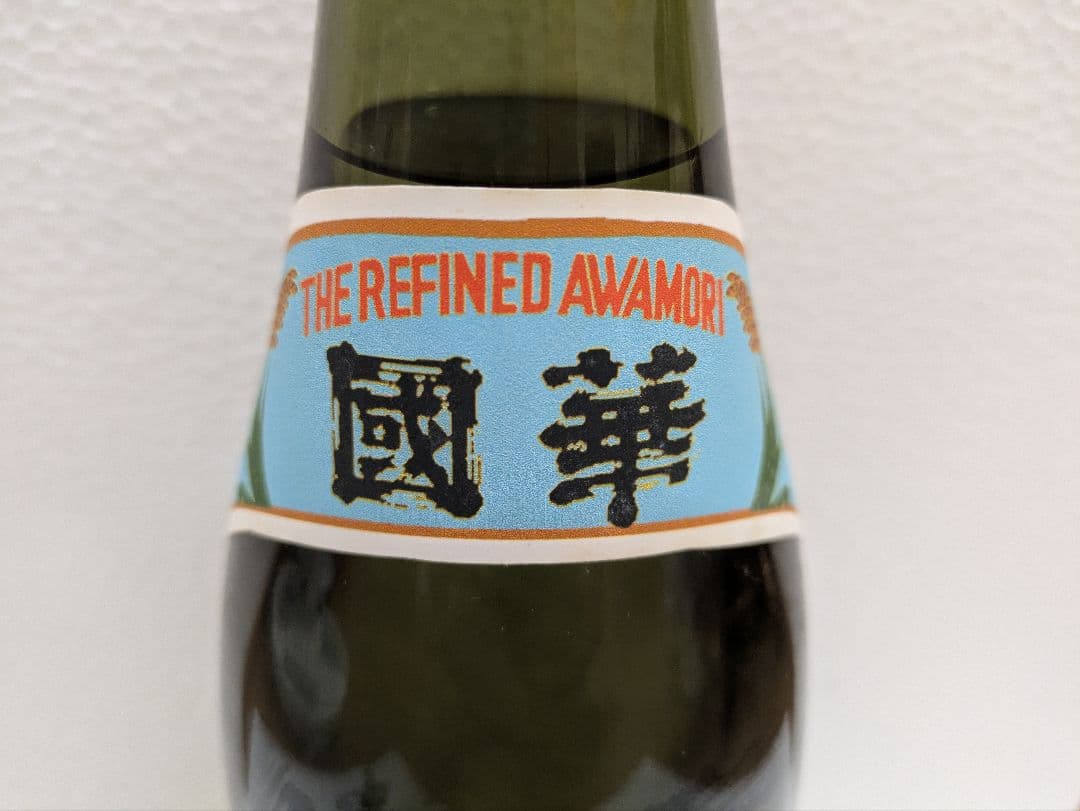 THE REFINED AWAMORI
國華